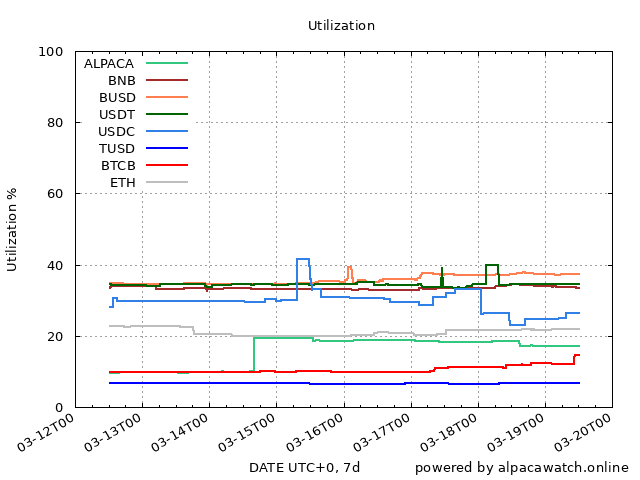 Utilization
100
80
60
40
20
0
Utilization %
ALPACA
BNB
BUSD
USDT
USDC
TUSD
BTCB
ETH
03-12T00
03-13T00
03-14T00
03-15T00
03-16T00
03-17T00
03-18T00
03-19T00
03-20T00
DATE UTC+0, 7d
powered by alpacawatch.online